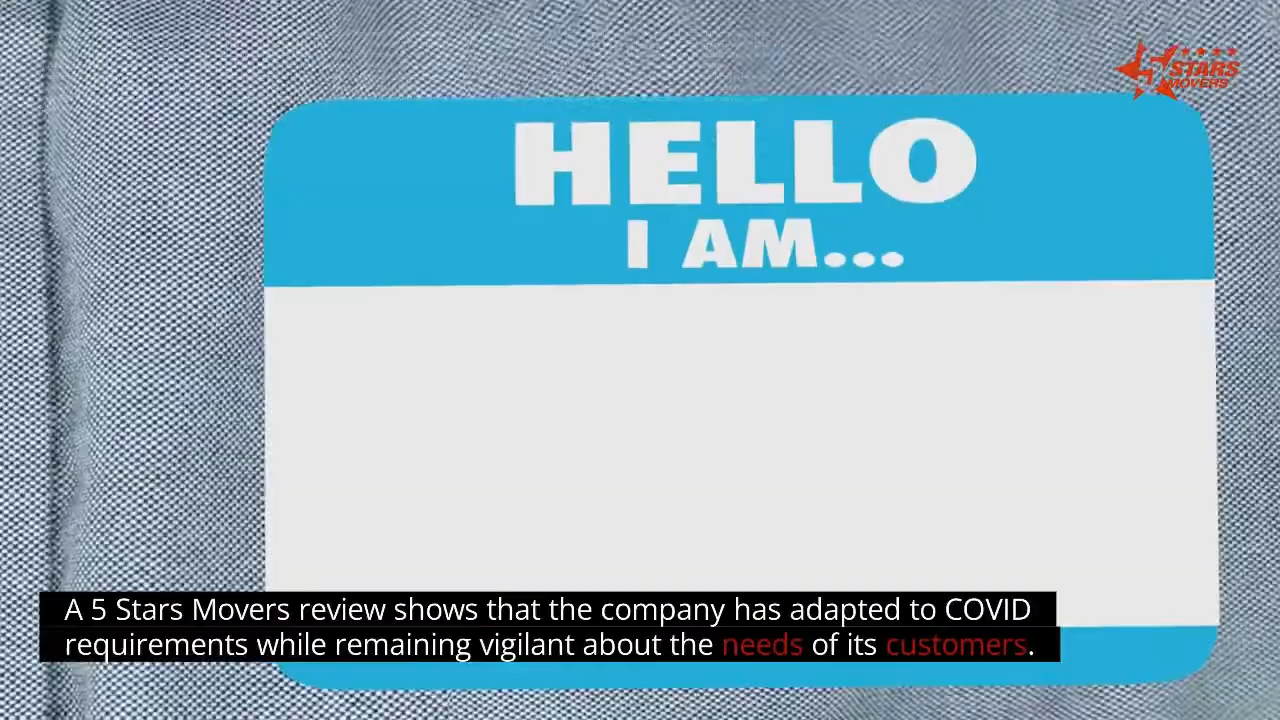 5 STARS
MOVERS
HELLO
I AM...
A 5 Stars Movers review shows that the company has adapted to COVID
requirements while remaining vigilant about the needs of its customers.